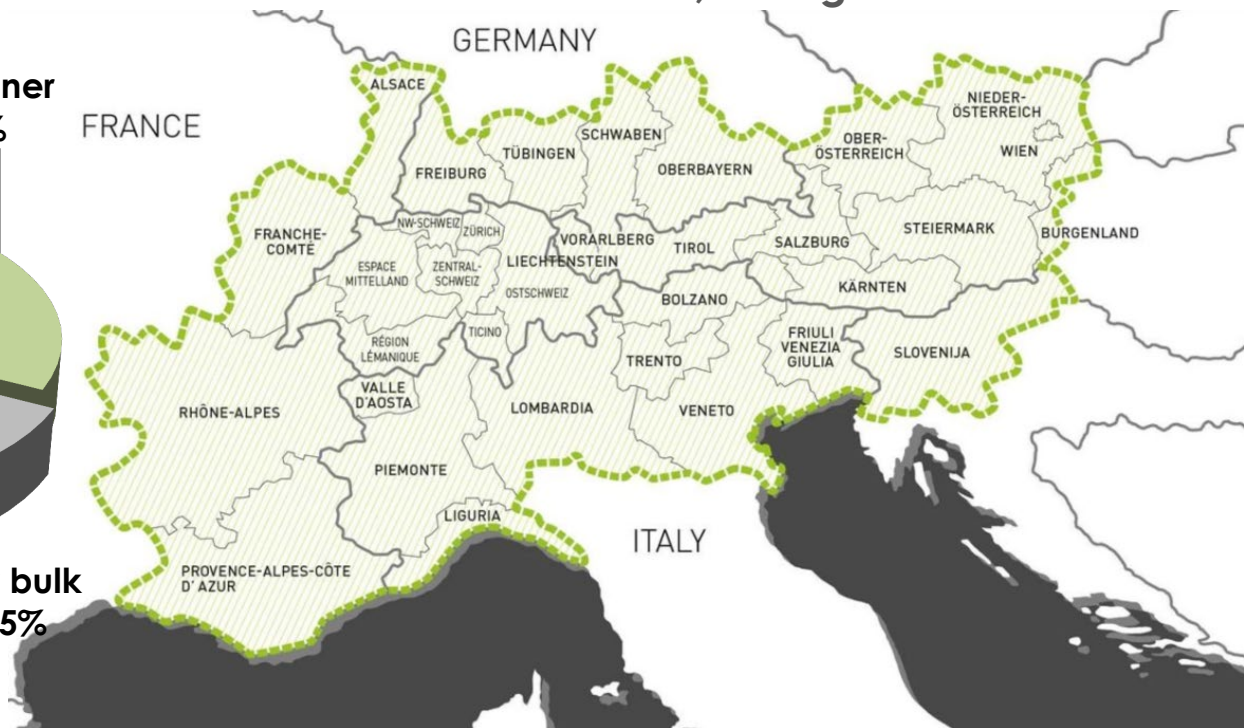 GERMANY
ner
%
FRANCE
ALSACE
FREIBURG
TÜBINGEN
SCHWABEN
OBERBAYERN
OBER-
ÖSTERREICH
NIEDER-
ÖSTERREICH
WIEN
FRANCHE-
COMTÉ
NW-SCHWEIZ
ZÜRICH
VORARLBERG
LIECHTENSTEIN
TIROL
SALZBURG
STEIERMARK
BURGENLAND
ESPACE
MITTELLAND
ZENTRAL-
SCHWEIZ
OSTSCHWEIZ
BOLZANO
KÄRNTEN
RÉGION
LÉMANIQUE
TICINO
TRENTO
FRIULI
VENEZIA
GIULIA
SLOVENIJA
RHÔNE-ALPES
VALLE
D'AOSTA
LOMBARDIA
VENETO
PIEMONTE
LIGURIA
ITALY
PROVENCE-ALPES-CÔTE
D' AZUR
bulk
5%